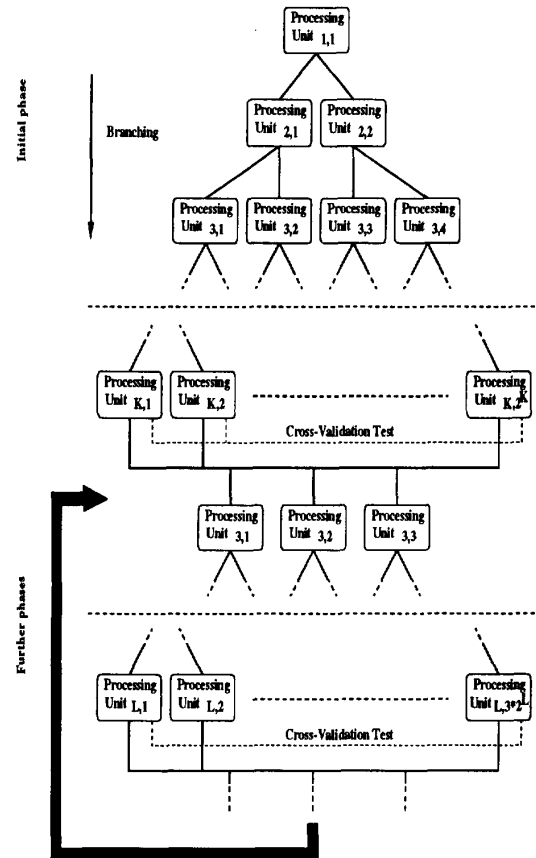 Processing
Unit 1,1
Initial phase
Branching
Processing
Unit 2,1
Processing
Unit 2,2
Processing
Unit 3,1
Processing
Unit 3,2
Processing
Unit 3,3
Processing
Unit 3,4
Processing
Unit K,1
Processing
Unit K,2
Processing
Unit K,2^K
Cross-Validation Test
Further phases
Processing
Unit 3,1
Processing
Unit 3,2
Processing
Unit 3,3
Processing
Unit L,1
Processing
Unit L,2
Processing
Unit L,3*2^L
Cross-Validation Test